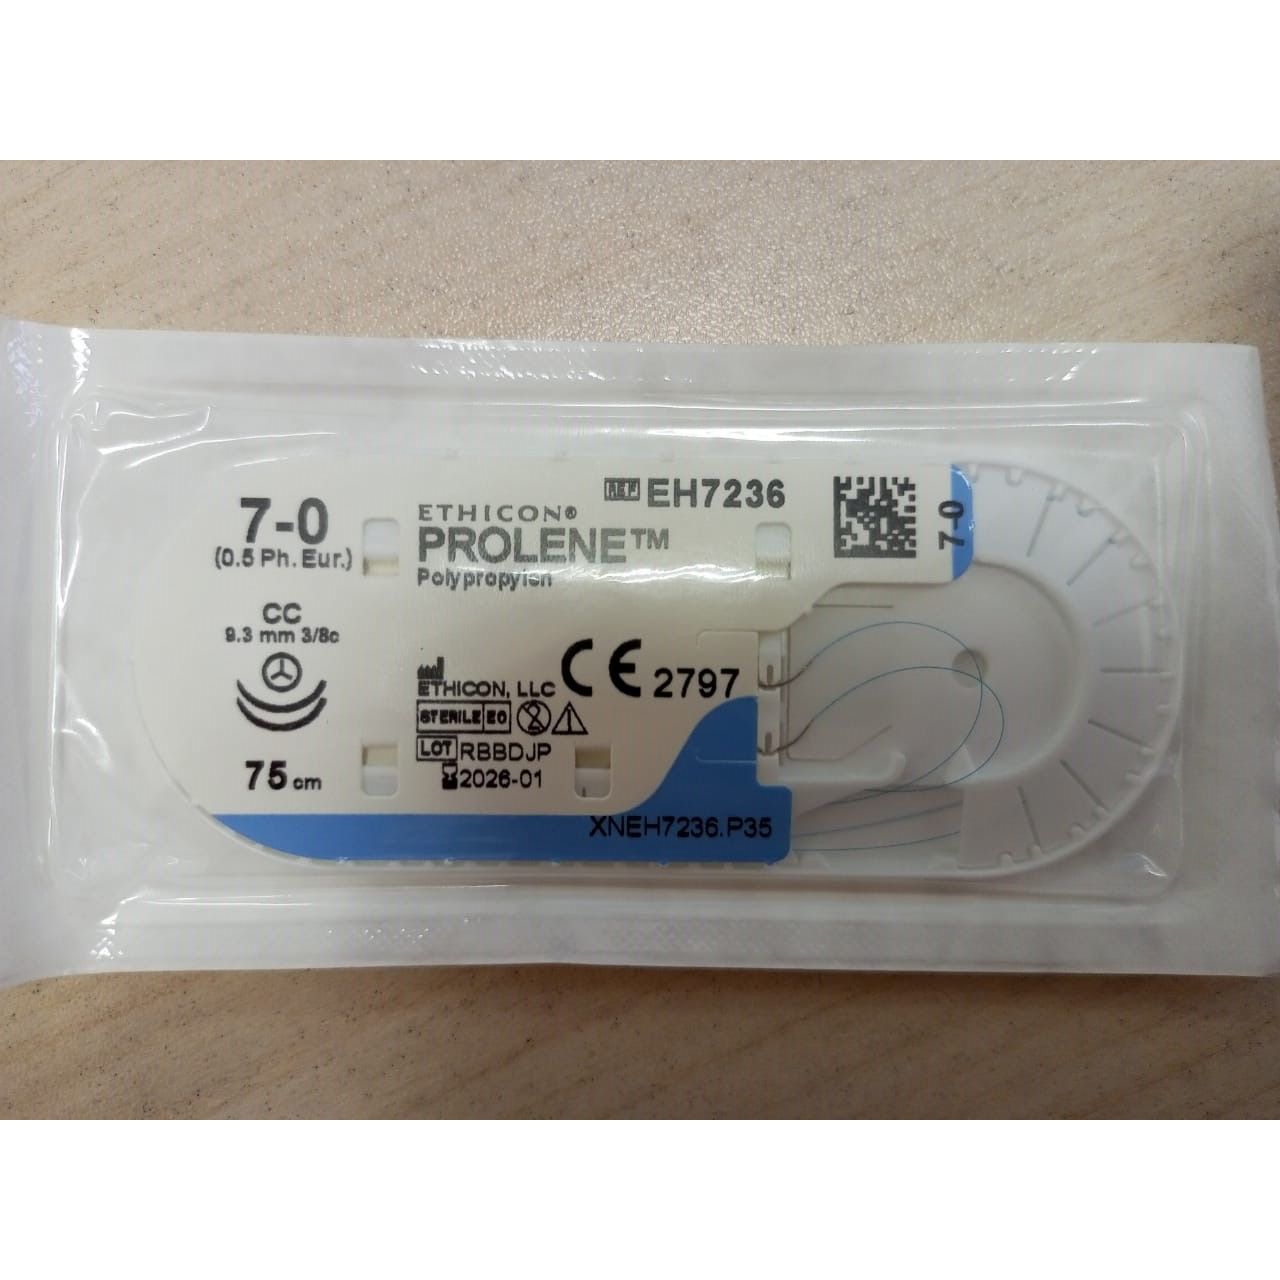 7-0
(0.5 Ph. Eur.)
CC
9.3 mm 3/8c
75 cm
ETHICON®
PROLENE™
Polypropylen
REF EH7236
7-0
ETHICON, LLC
CE 2797
STERILE EO
LOT RBBDJP
2026-01
XNEH7236.P35